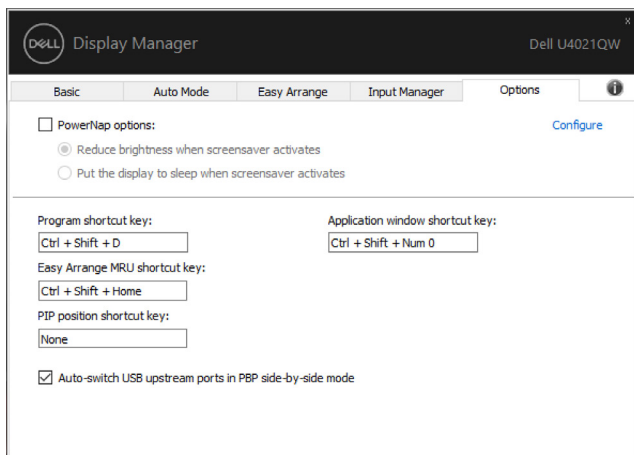 x
DELL Display Manager Dell U4021QW
Basic Auto Mode Easy Arrange Input Manager Options i
PowerNap options: Configure
Reduce brightness when screensaver activates
Put the display to sleep when screensaver activates
Program shortcut key: Application window shortcut key:
Ctrl + Shift + D Ctrl + Shift + Num 0
Easy Arrange MRU shortcut key:
Ctrl + Shift + Home
PIP position shortcut key:
None
Auto-switch USB upstream ports in PBP side-by-side mode